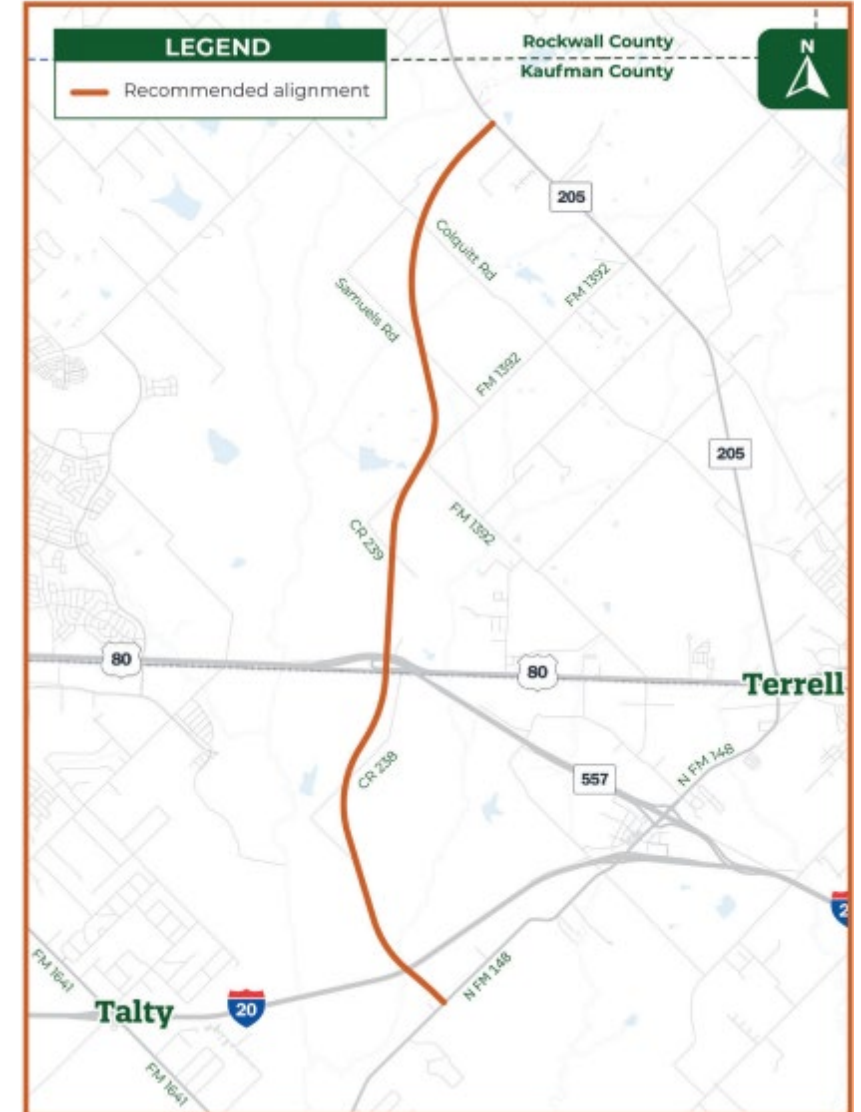 LEGEND
Recommended alignment
Rockwall County
Kaufman County
N
205
Colquitt Rd
FM 1392
Samuels Rd
FM 1392
205
FM 1392
CR 239
80
80
Terrell
CR 238
N FM 148
557
2
FM 1641
N FM 148
20
Talty
FM 1641